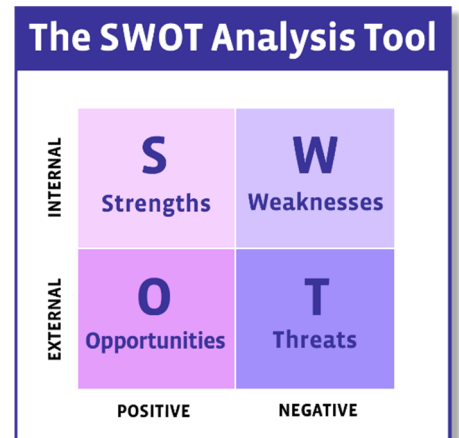 The SWOT Analysis Tool
INTERNAL
S
Strengths
W
Weaknesses
EXTERNAL
O
Opportunities
T
Threats
POSITIVE
NEGATIVE